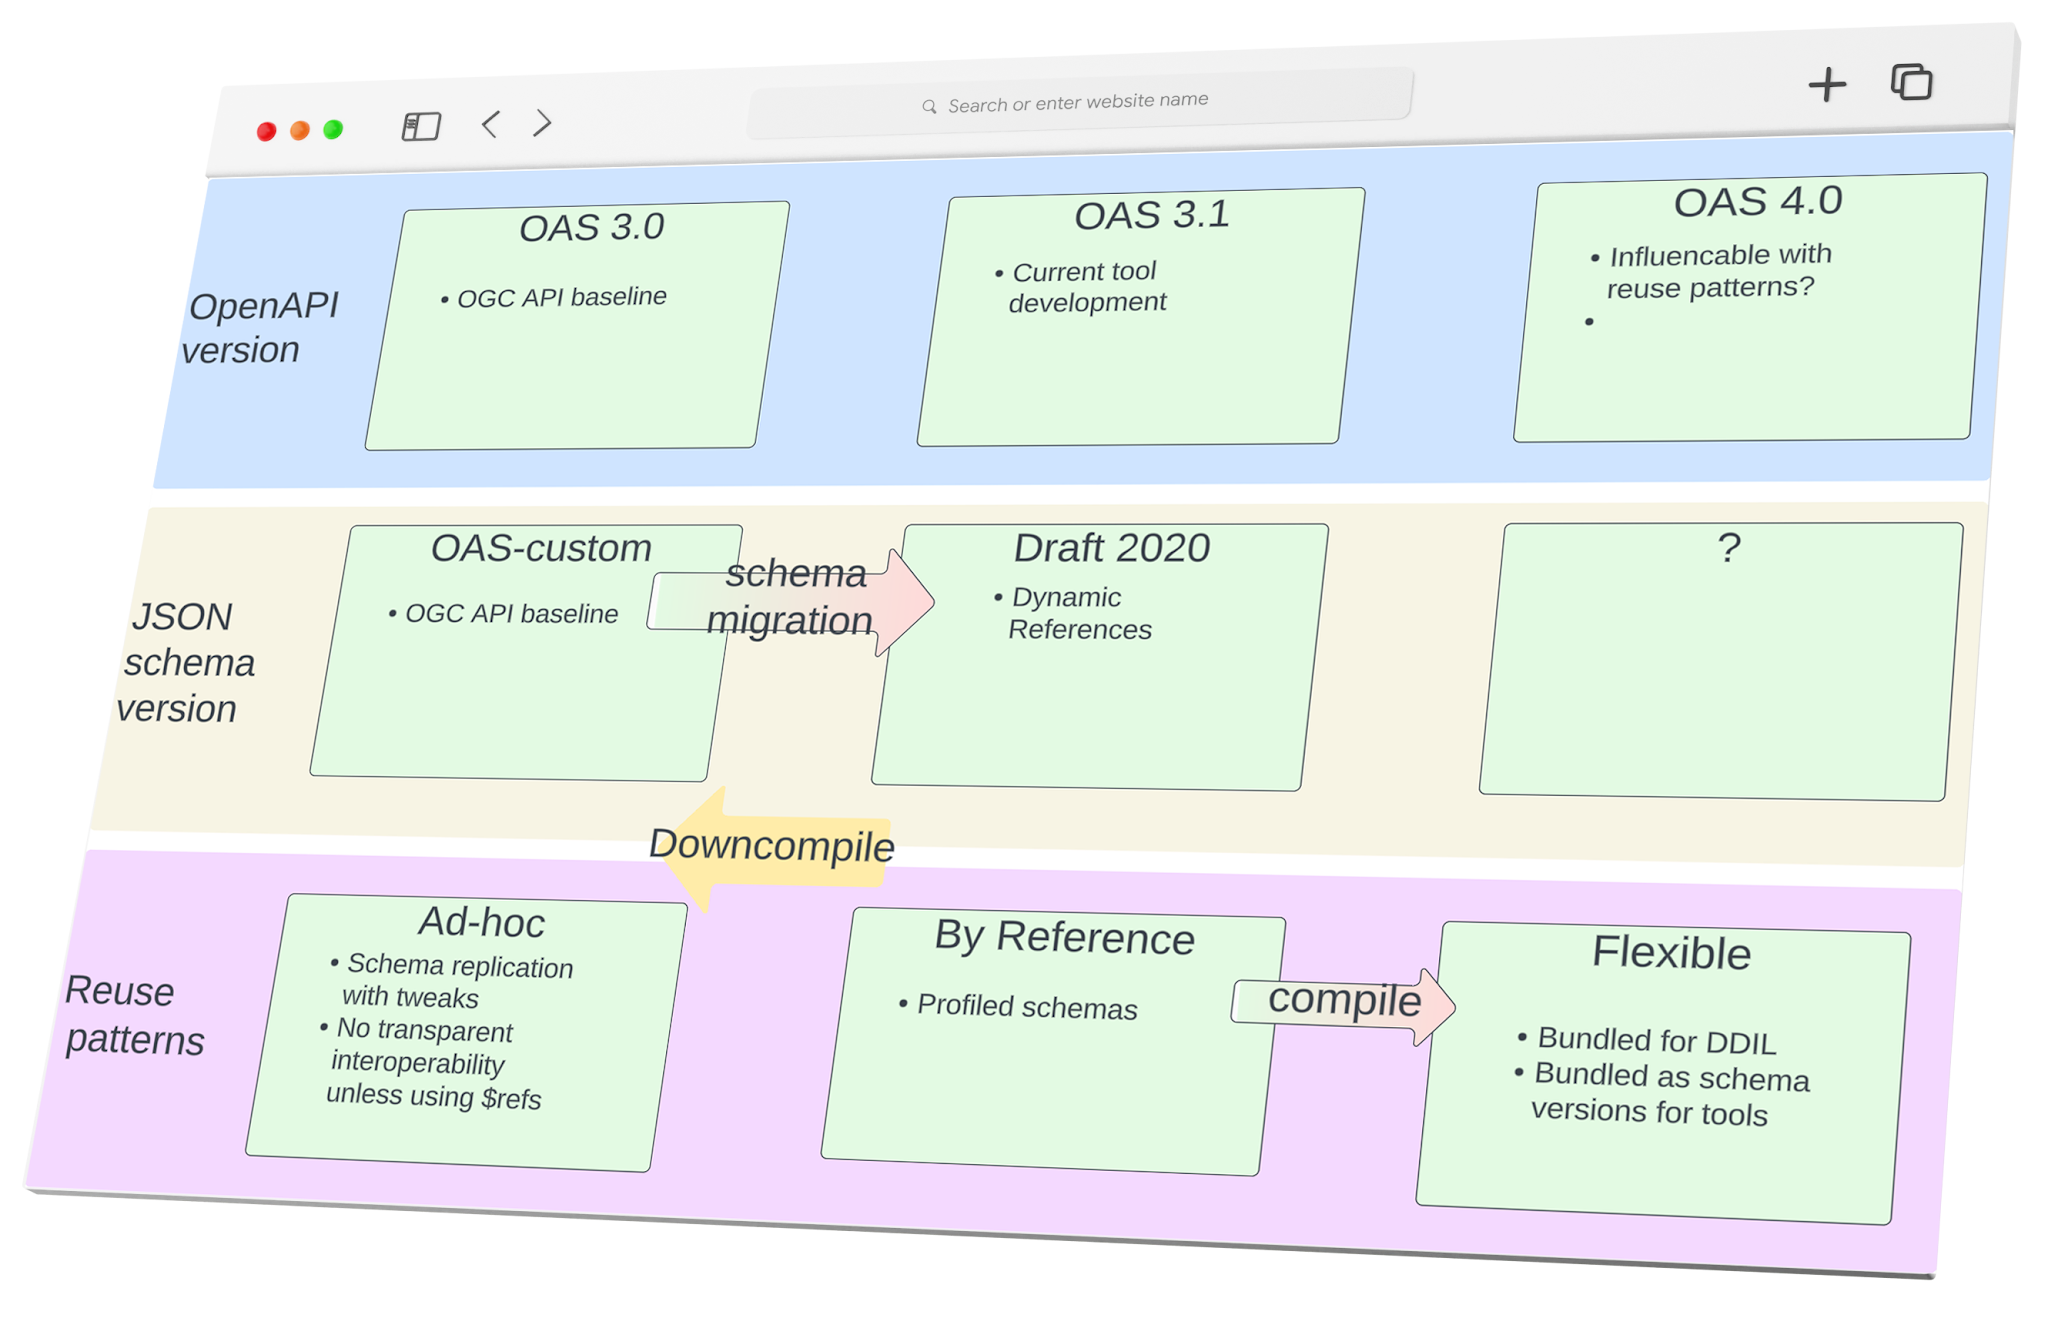 Search or enter website name
OpenAPI
version
OAS 3.0
• OGC API baseline
OAS 3.1
• Current tool
development
OAS 4.0
• Influencable with
reuse patterns?
•
JSON
schema
version
OAS-custom
• OGC API baseline
schema
migration
Draft 2020
• Dynamic
References
?
Downcompile
Reuse
patterns
Ad-hoc
• Schema replication
with tweaks
• No transparent
interoperability
unless using $refs
By Reference
• Profiled schemas
compile
Flexible
• Bundled for DDIL
• Bundled as schema
versions for tools